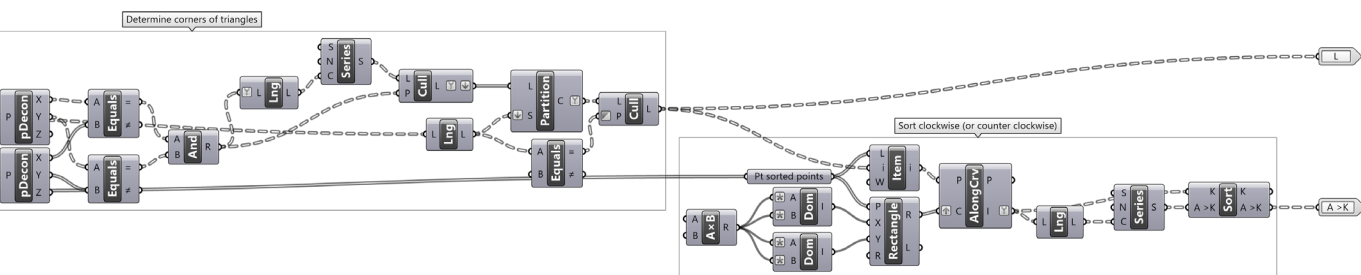 Determine corners of triangles
S
N Series S
C
L
P Cull L
Lng L
X
P pDecon Y
Z
A
B Equals =
≠
A
B And R
X
P pDecon Y
Z
A
B Equals =
≠
L Lng L
L
S Partition C
L
P Cull L
A
B Equals =
≠
L
Sort clockwise (or counter clockwise)
Pt sorted points
L
i Item i
W
A
B A×B R
A
B Dom I
A
B Dom I
P
X Rectangle R
Y
R L
P AlongCrv P
C I
L Lng L
S
N Series S
C
K Sort K
A >K A >K
A >K